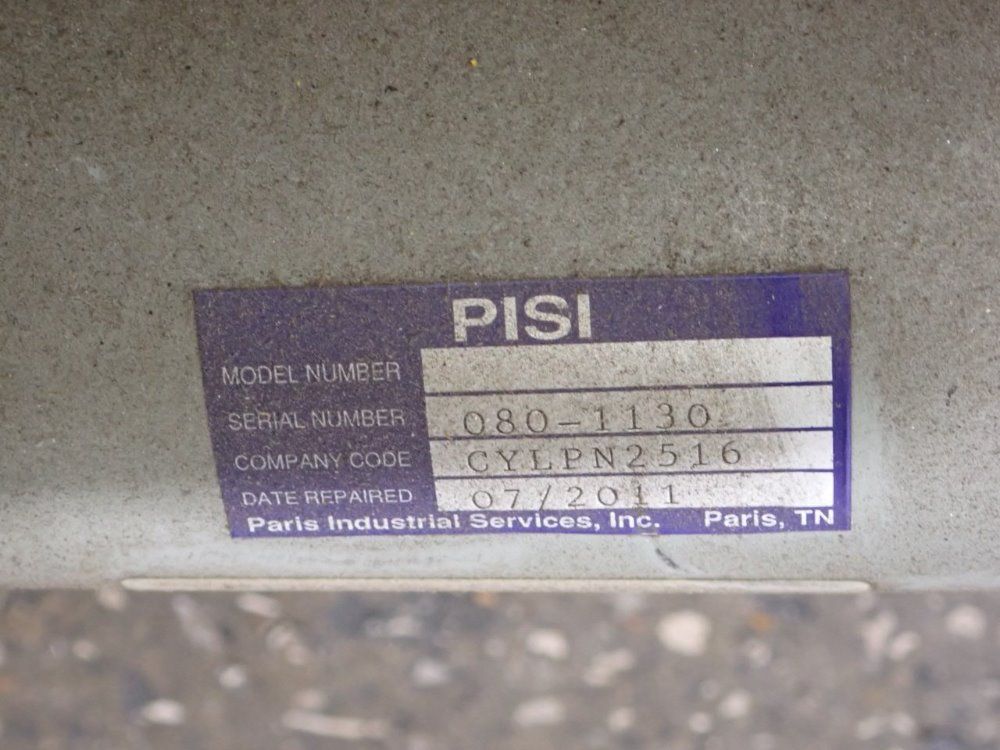 PISI
MODEL NUMBER
SERIAL NUMBER 080-1130
COMPANY CODE CYLPN2516
DATE REPAIRED 07/2011
Paris Industrial Services, Inc. Paris, TN